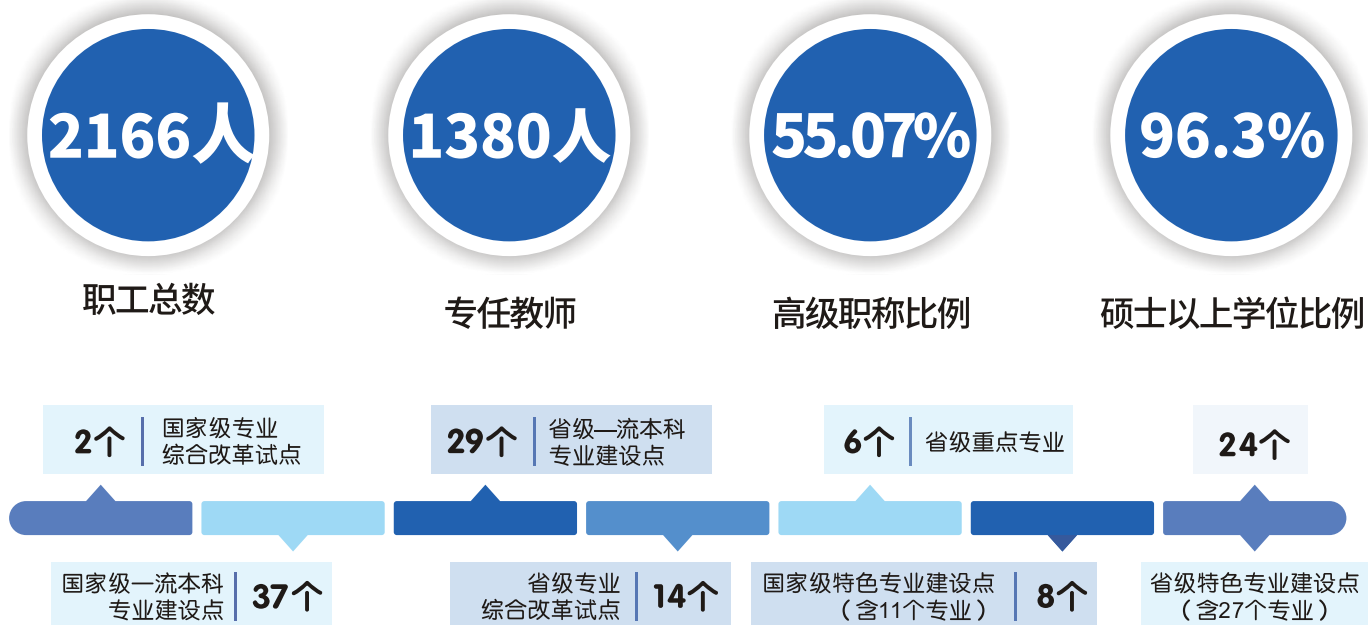 2166人
职工总数
1380人
专任教师
55.07%
高级职称比例
96.3%
硕士以上学位比例
2个
国家级专业
综合改革试点
29个
省级一流本科
专业建设点
6个
省级重点专业
24个
国家级一流本科
专业建设点
37个
省级专业
综合改革试点
14个
国家级特色专业建设点
（含11个专业）
8个
省级特色专业建设点
（含27个专业）